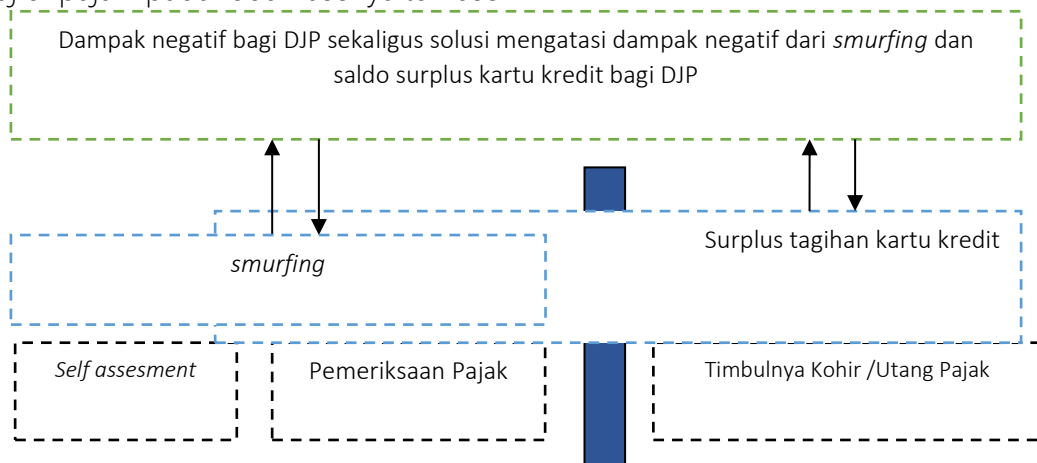 Dampak negatif bagi DJP sekaligus solusi mengatasi dampak negatif dari smurfing dan
saldo surplus kartu kredit bagi DJP
Surplus tagihan kartu kredit
smurfing
Self assesment
Pemeriksaan Pajak
Timbulnya Kohir /Utang Pajak